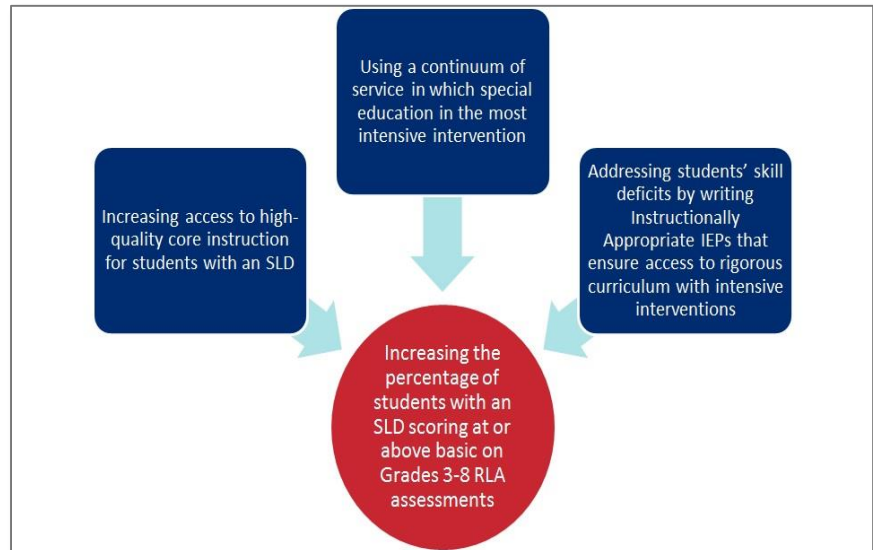 Using a continuum of
service in which special
education in the most
intensive intervention
Increasing access to high-
quality core instruction
for students with an SLD
Addressing students’ skill
deficits by writing
Instructionally
Appropriate IEPs that
ensure access to rigorous
curriculum with intensive
interventions
Increasing the
percentage of
students with an
SLD scoring at or
above basic on
Grades 3-8 RLA
assessments